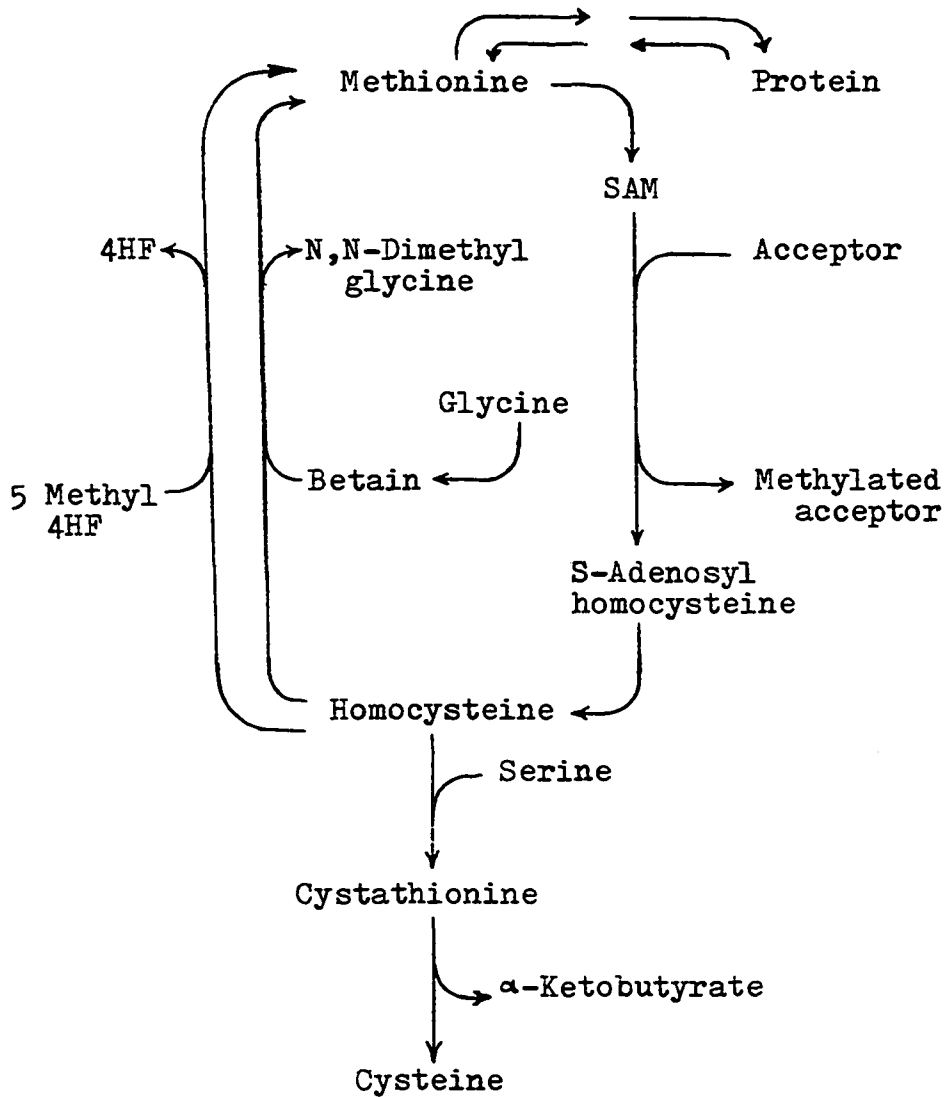 Methionine
Protein
SAM
4HF
N,N-Dimethyl
glycine
Acceptor
Glycine
5 Methyl
4HF
Betain
Methylated
acceptor
S-Adenosyl
homocysteine
Homocysteine
Serine
Cystathionine
α-Ketobutyrate
Cysteine